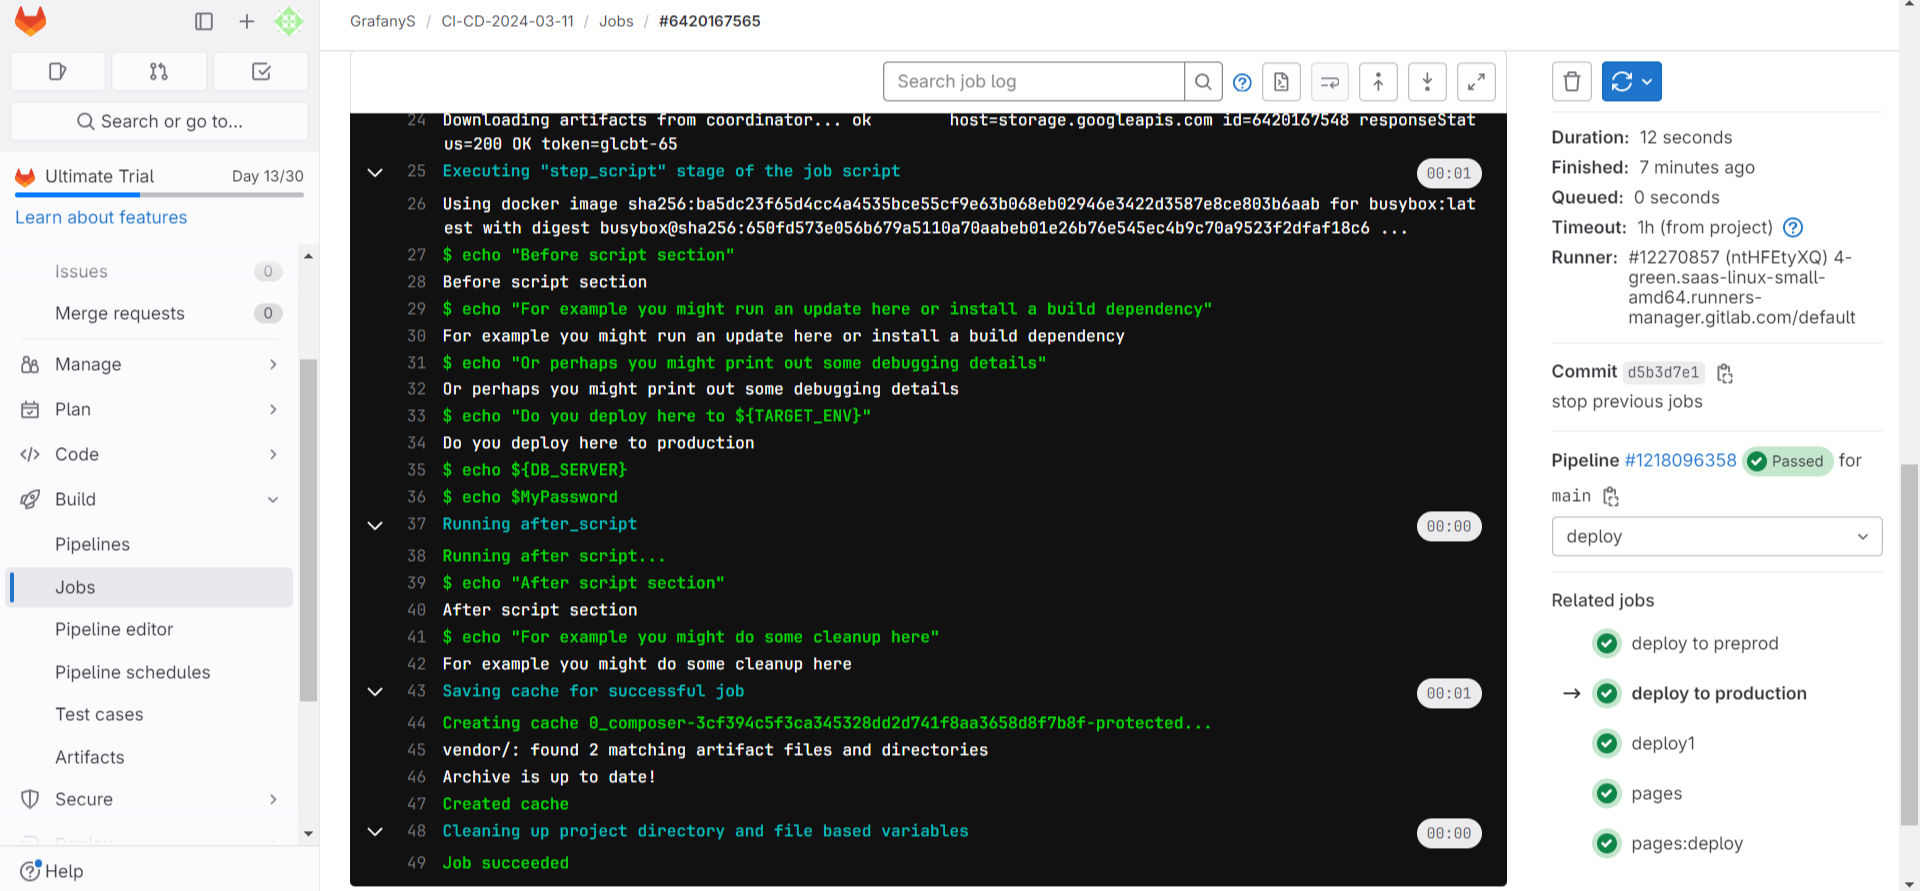 GrafanyS / CI-CD-2024-03-11 / Jobs / #6420167565
Search or go to...
Ultimate Trial Day 13/30
Learn about features
Issues 0
Merge requests 0
Manage
Plan
Code
Build
Pipelines
Jobs
Pipeline editor
Pipeline schedules
Test cases
Artifacts
Secure
Deploy
Help
Search job log
24 Downloading artifacts from coordinator... ok host=storage.googleapis.com id=6420167548 responseStat
us=200 OK token=glcbt-65
25 Executing "step_script" stage of the job script 00:01
26 Using docker image sha256:ba5dc23f65d4cc4a4535bce55cf9e63b068eb02946e3422d3587e8ce803b6aab for busybox:lat
est with digest busybox@sha256:650fd573e056b679a5110a70aabeb01e26b76e545ec4b9c70a9523f2dfaf18c6 ...
27 $ echo "Before script section"
28 Before script section
29 $ echo "For example you might run an update here or install a build dependency"
30 For example you might run an update here or install a build dependency
31 $ echo "Or perhaps you might print out some debugging details"
32 Or perhaps you might print out some debugging details
33 $ echo "Do you deploy here to ${TARGET_ENV}"
34 Do you deploy here to production
35 $ echo ${DB_SERVER}
36 $ echo $MyPassword
37 Running after_script 00:00
38 Running after script...
39 $ echo "After script section"
40 After script section
41 $ echo "For example you might do some cleanup here"
42 For example you might do some cleanup here
43 Saving cache for successful job 00:01
44 Creating cache 0_composer-3cf394c5f3ca345328dd2d741f8aa3658d8f7b8f-protected...
45 vendor/: found 2 matching artifact files and directories
46 Archive is up to date!
47 Created cache
48 Cleaning up project directory and file based variables 00:00
49 Job succeeded
Duration: 12 seconds
Finished: 7 minutes ago
Queued: 0 seconds
Timeout: 1h (from project)
Runner: #12270857 (ntHFEtyXQ) 4-
green.saas-linux-small-
amd64.runners-
manager.gitlab.com/default
Commit d5b3d7e1
stop previous jobs
Pipeline #1218096358 Passed for
main
deploy
Related jobs
deploy to preprod
→ deploy to production
deploy1
pages
pages:deploy